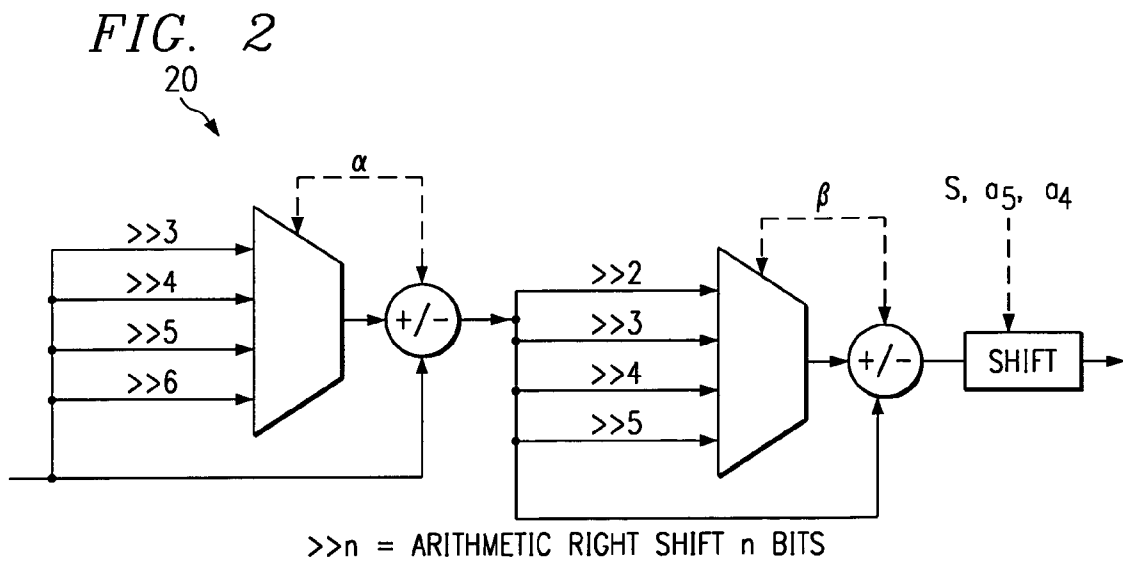 FIG. 2
20
α
β
S, a5, a4
>>3
>>4
>>5
>>6
+/-
>>2
>>3
>>4
>>5
+/-
SHIFT
>>n = ARITHMETIC RIGHT SHIFT n BITS